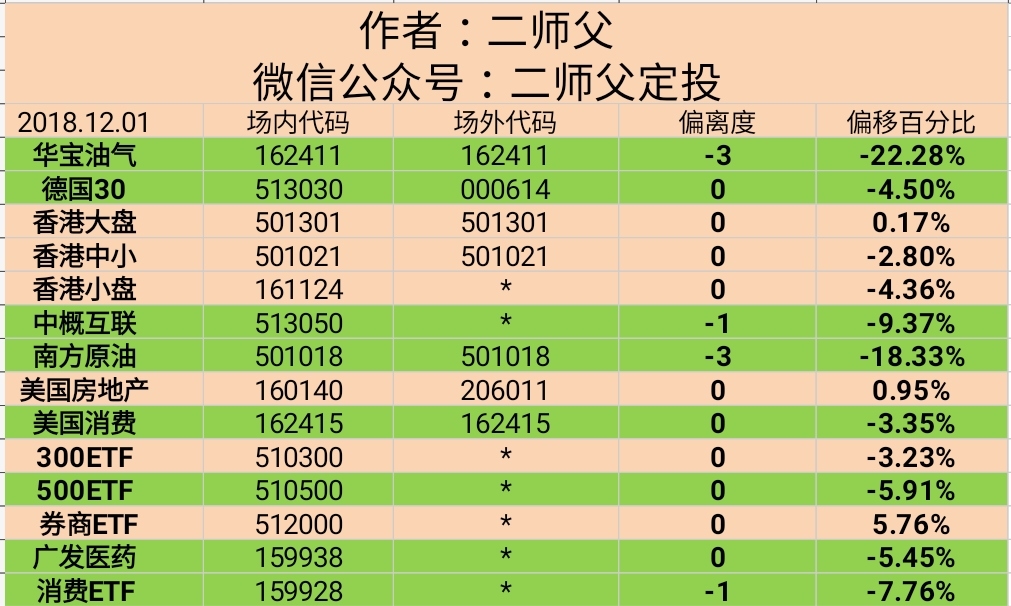 作者：二师父
微信公众号：二师父定投
2018.12.01 场内代码 场外代码 偏离度 偏移百分比
华宝油气 162411 162411 -3 -22.28%
德国30 513030 000614 0 -4.50%
香港大盘 501301 501301 0 0.17%
香港中小 501021 501021 0 -2.80%
香港小盘 161124 * 0 -4.36%
中概互联 513050 * -1 -9.37%
南方原油 501018 501018 -3 -18.33%
美国房地产 160140 206011 0 0.95%
美国消费 162415 162415 0 -3.35%
300ETF 510300 * 0 -3.23%
500ETF 510500 * 0 -5.91%
券商ETF 512000 * 0 5.76%
广发医药 159938 * 0 -5.45%
消费ETF 159928 * -1 -7.76%